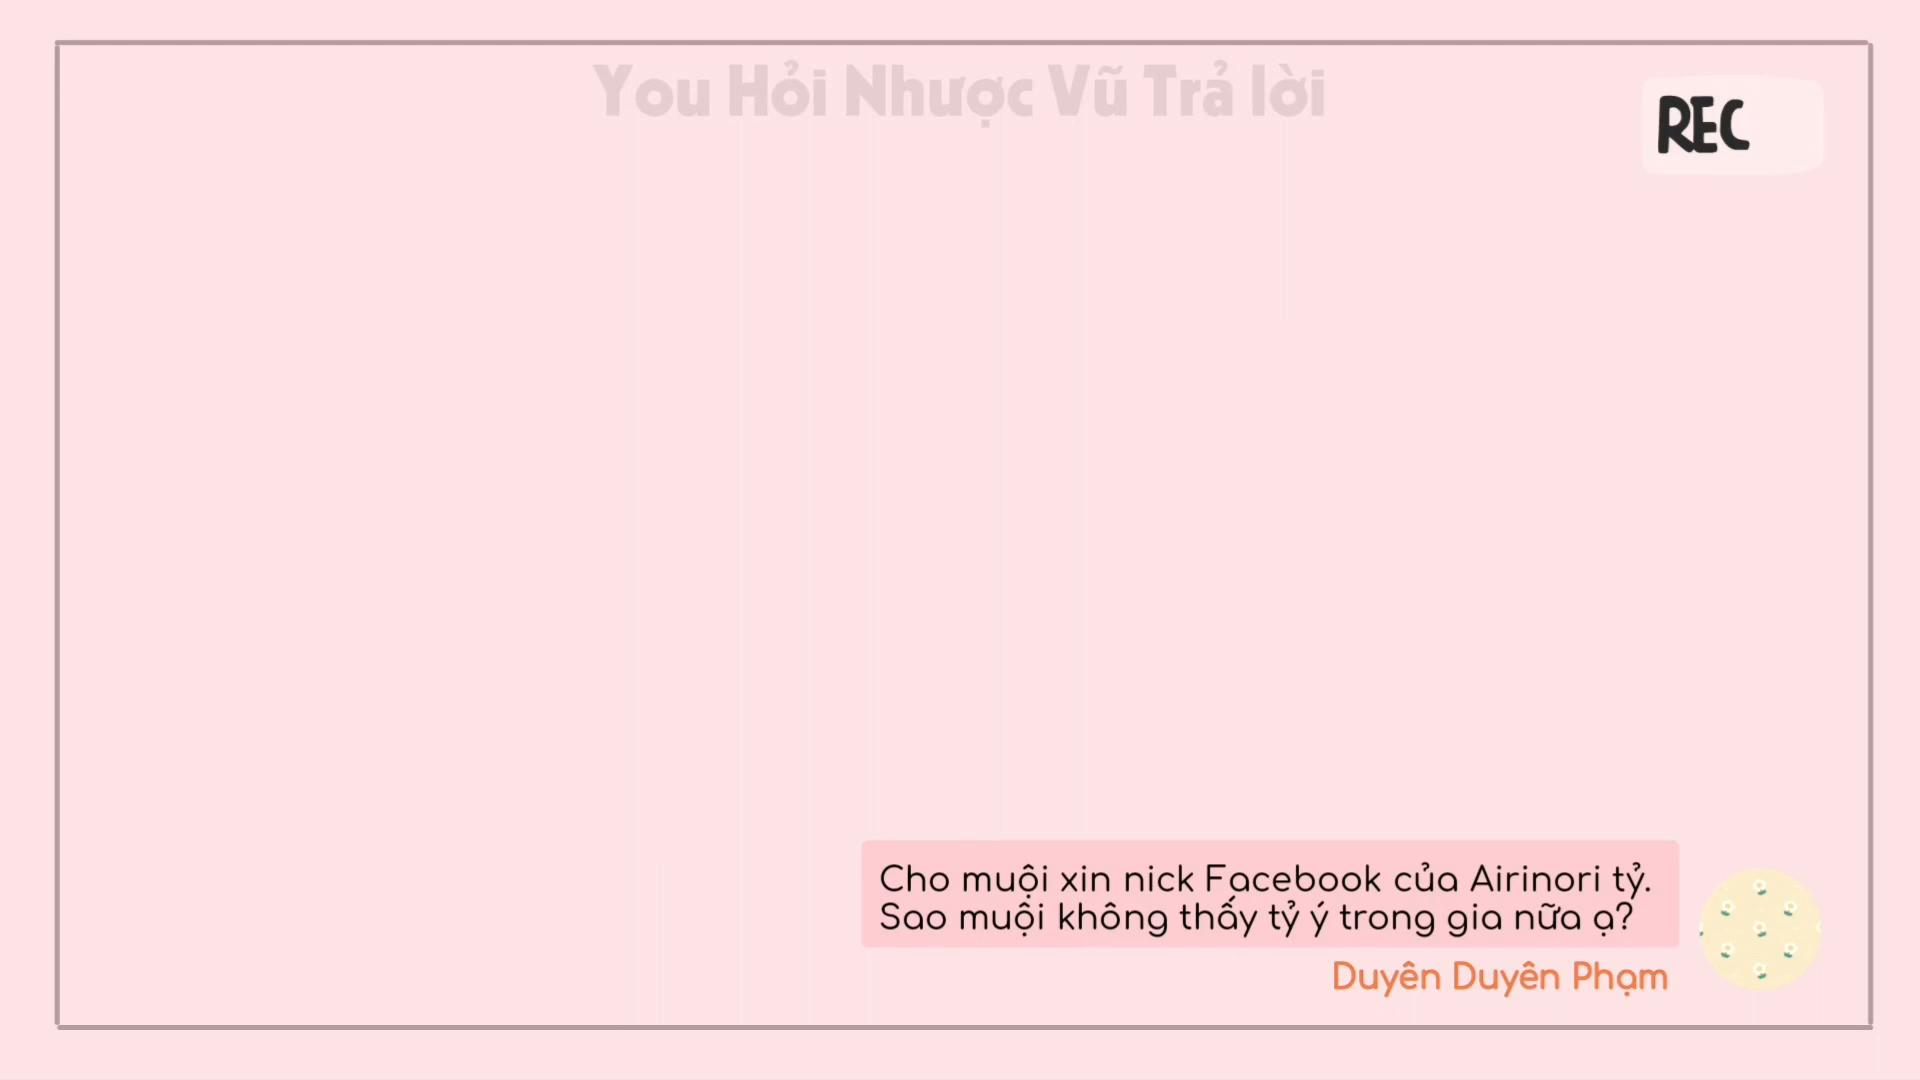 You Hỏi Nhược Vũ Trả lời
REC
Cho muội xin nick Facebook của Airinori tỷ.
Sao muội không thấy tỷ ý trong gia nữa ạ?
Duyên Duyên Phạm